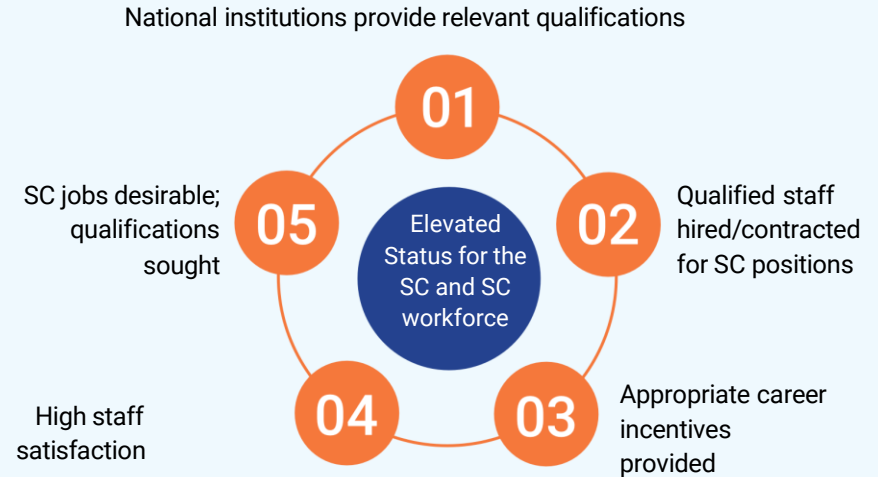 National institutions provide relevant qualifications
01
SC jobs desirable;
qualifications
sought
05
Elevated
Status for the
SC and SC
workforce
02
Qualified staff
hired/contracted
for SC positions
High staff
satisfaction
04
03
Appropriate career
incentives
provided